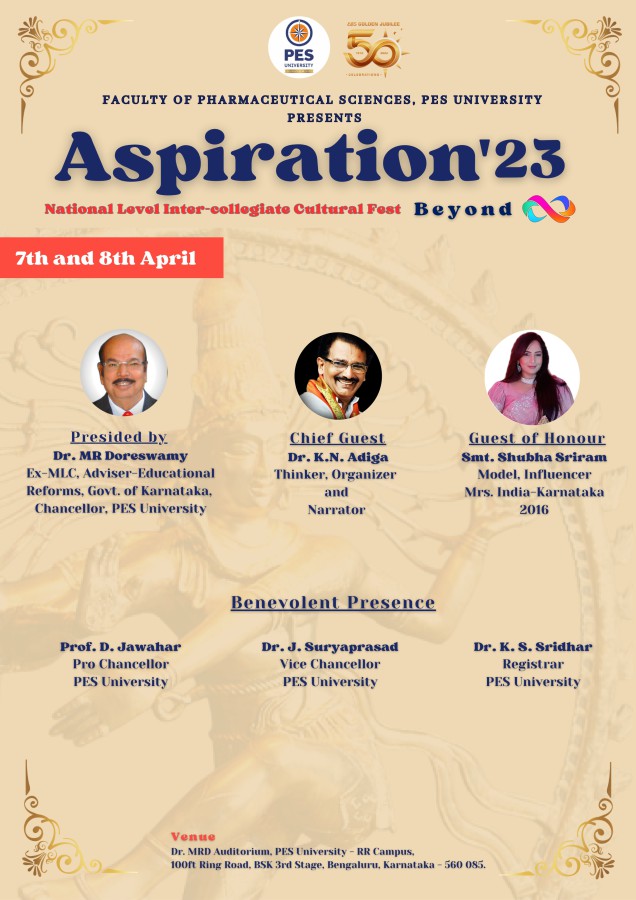 PES
UNIVERSITY
PES GOLDEN JUBILEE
50
CELEBRATIONS
FACULTY OF PHARMACEUTICAL SCIENCES, PES UNIVERSITY
PRESENTS
Aspiration'23
National Level Inter-collegiate Cultural Fest Beyond
7th and 8th April
Presided by
Dr. MR Doreswamy
Ex-MLC, Adviser-Educational
Reforms, Govt. of Karnataka,
Chancellor, PES University
Chief Guest
Dr. K.N. Adiga
Thinker, Organizer
and
Narrator
Guest of Honour
Smt. Shubha Sriram
Model, Influencer
Mrs. India-Karnataka
2016
Benevolent Presence
Prof. D. Jawahar
Pro Chancellor
PES University
Dr. J. Suryaprasad
Vice Chancellor
PES University
Dr. K. S. Sridhar
Registrar
PES University
Venue
Dr. MRD Auditorium, PES University - RR Campus,
100ft Ring Road, BSK 3rd Stage, Bengaluru, Karnataka - 560 085.